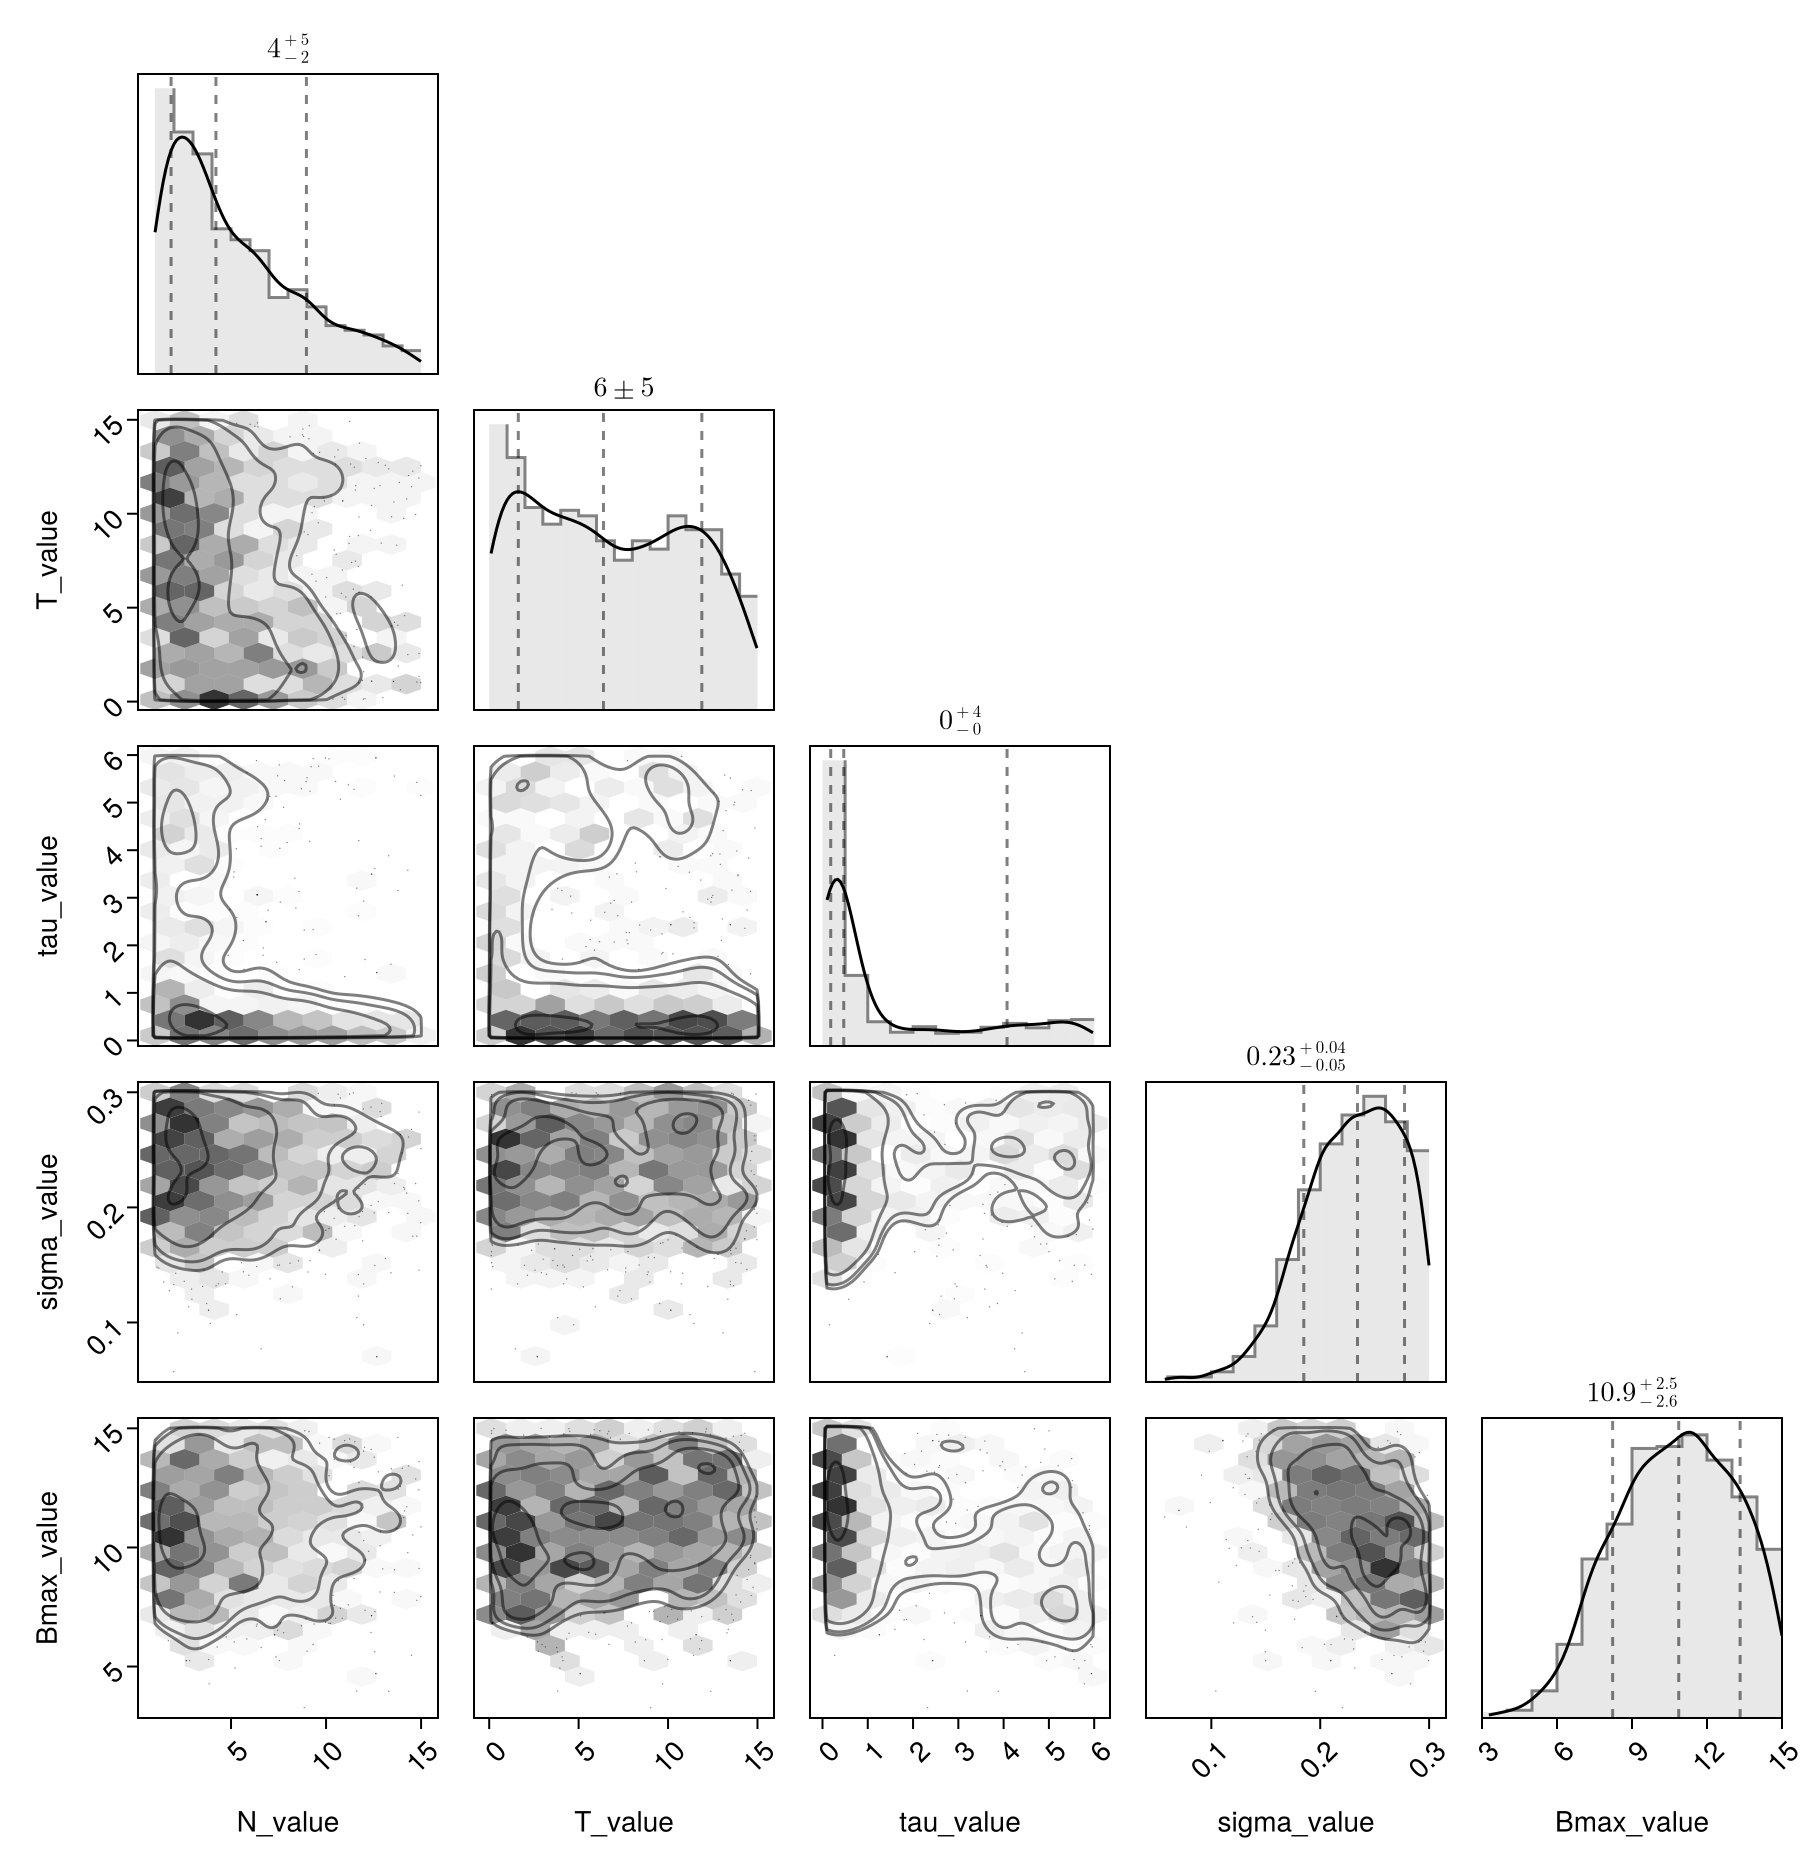 4^{+5}_{-2}
6 ± 5
15
10
5
0
T_value
0^{+4}_{-0}
6
5
4
3
2
1
0
tau_value
0.23^{+0.04}_{-0.05}
0.3
0.2
0.1
sigma_value
10.9^{+2.5}_{-2.6}
15
10
5
Bmax_value
5 10 15
0 5 10 15
0 1 2 3 4 5 6
0.1 0.2 0.3
3 6 9 12 15
N_value T_value tau_value sigma_value Bmax_value